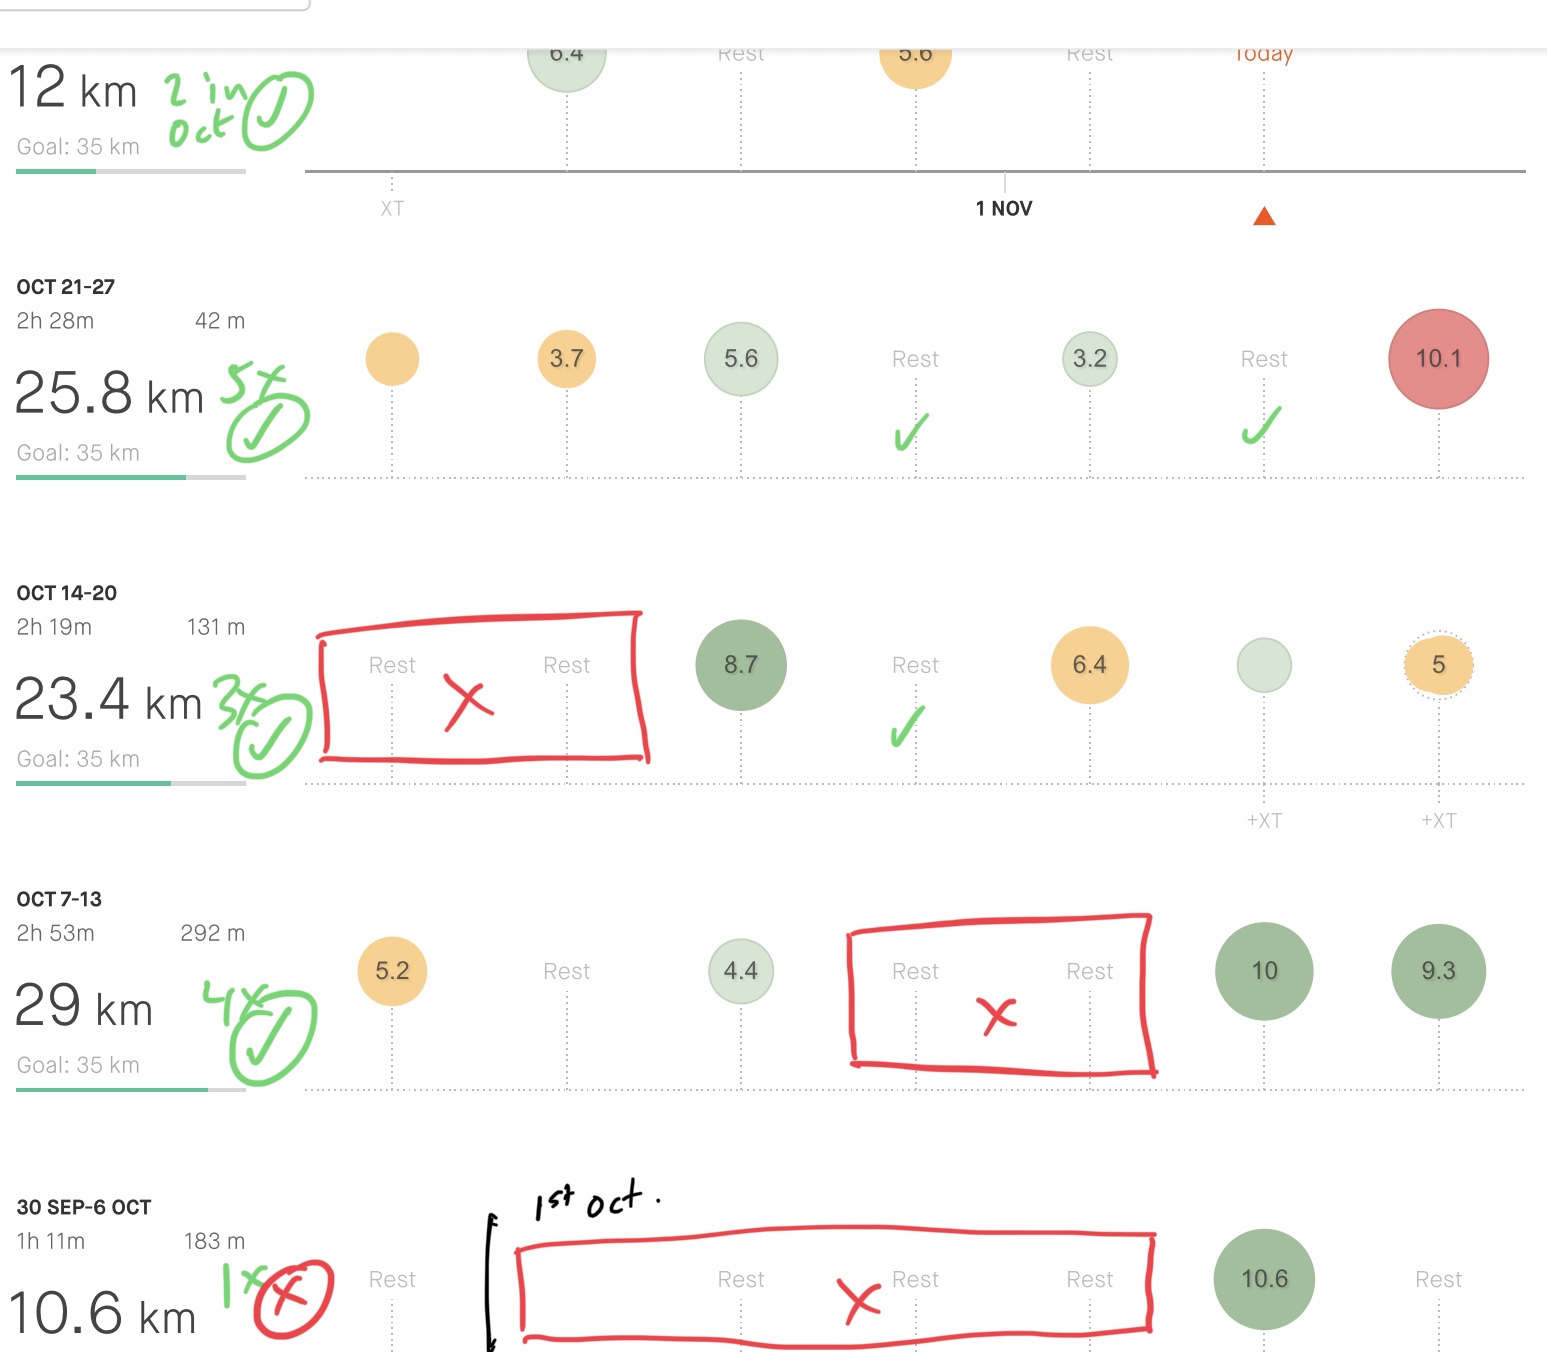 6.4 Rest 5.6 Rest Today
12 km 2 in
oct ✓
Goal: 35 km
XT 1 NOV
OCT 21-27
2h 28m 42 m
3.7 5.6 Rest 3.2 Rest 10.1
25.8 km 5x
✓ ✓ ✓
Goal: 35 km
OCT 14-20
2h 19m 131 m
Rest Rest 8.7 Rest 6.4 5
23.4 km 3x ✓ X ✓
Goal: 35 km
+XT +XT
OCT 7-13
2h 53m 292 m
5.2 Rest 4.4 Rest Rest 10 9.3
29 km 4x ✓ X
Goal: 35 km
1st oct.
30 SEP-6 OCT
1h 11m 183 m
Rest Rest Rest Rest 10.6 Rest
10.6 km 1x X X